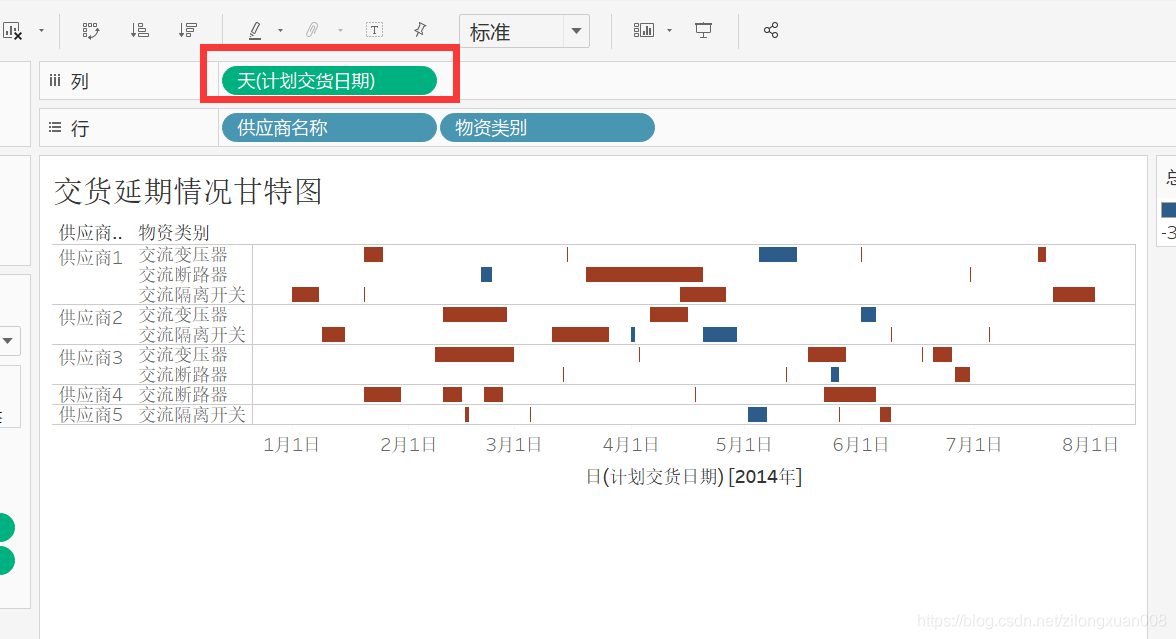 标准
列
天(计划交货日期)
行
供应商名称 物资类别
交货延期情况甘特图
供应商.. 物资类别
供应商1 交流变压器
交流断路器
交流隔离开关
供应商2 交流变压器
交流隔离开关
供应商3 交流变压器
交流断路器
供应商4 交流断路器
供应商5 交流隔离开关
1月1日 2月1日 3月1日 4月1日 5月1日 6月1日 7月1日 8月1日
日(计划交货日期) [2014年]
-3
https://blog.csdn.net/zilongxuan008